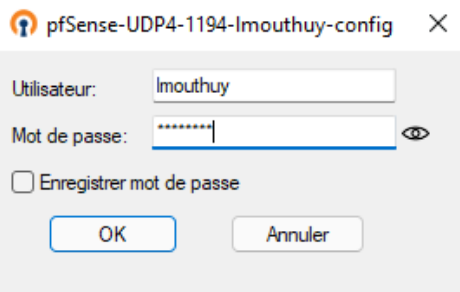 pfSense-UDP4-1194-lmouthuy-config
Utilisateur: lmouthuy
Mot de passe: ********
Enregistrer mot de passe
OK Annuler